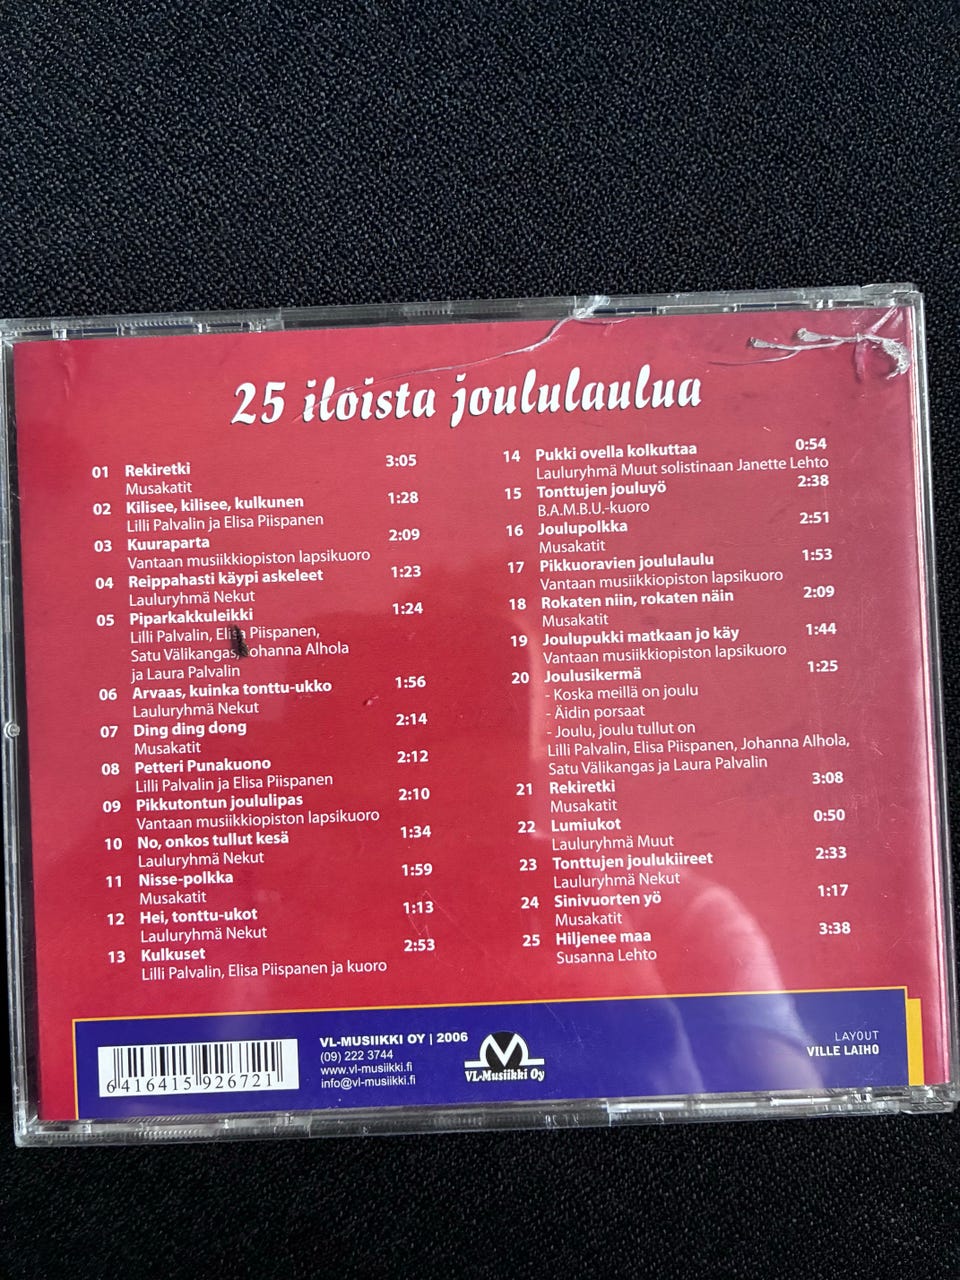 25 iloista joululaulua
01 Rekiretki 3:05
Musakatit
02 Kilisee, kilisee, kulkunen 1:28
Lilli Palvalin ja Elisa Piispanen
03 Kuuraparta 2:09
Vantaan musiikkiopiston lapsikuoro
04 Reippahasti käypi askeleet 1:23
Lauluryhmä Nekut
05 Piparkakkuleikki 1:24
Lilli Palvalin, Elisa Piispanen,
Satu Välikangas, Johanna Alhola
ja Laura Palvalin
06 Arvaas, kuinka tonttu-ukko 1:56
Lauluryhmä Nekut
07 Ding ding dong 2:14
Musakatit
08 Petteri Punakuono 2:12
Lilli Palvalin ja Elisa Piispanen
09 Pikkutontun joululipas 2:10
Vantaan musiikkiopiston lapsikuoro
10 No, onkos tullut kesä 1:34
Lauluryhmä Nekut
11 Nisse-polkka 1:59
Musakatit
12 Hei, tonttu-ukot 1:13
Lauluryhmä Nekut
13 Kulkuset 2:53
Lilli Palvalin, Elisa Piispanen ja kuoro
14 Pukki ovella kolkuttaa 0:54
Lauluryhmä Muut solistinaan Janette Lehto
15 Tonttujen jouluyö 2:38
B.A.M.B.U.-kuoro
16 Joulupolkka 2:51
Musakatit
17 Pikkuoravien joululaulu 1:53
Vantaan musiikkiopiston lapsikuoro
18 Rokaten niin, rokaten näin 2:09
Musakatit
19 Joulupukki matkaan jo käy 1:44
Vantaan musiikkiopiston lapsikuoro
20 Joulusikermä 1:25
- Koska meillä on joulu
- Äidin porsaat
- Joulu, joulu tullut on
Lilli Palvalin, Elisa Piispanen, Johanna Alhola,
Satu Välikangas ja Laura Palvalin
21 Rekiretki 3:08
Musakatit
22 Lumiukot 0:50
Lauluryhmä Muut
23 Tonttujen joulukiireet 2:33
Lauluryhmä Nekut
24 Sinivuorten yö 1:17
Musakatit
25 Hiljenee maa 3:38
Susanna Lehto
6 416415 926721
VL-MUSIIKKI OY | 2006
(09) 222 3744
www.vl-musiikki.fi
info@vl-musiikki.fi
VL-Musiikki Oy
LAYOUT
VILLE LAIHO